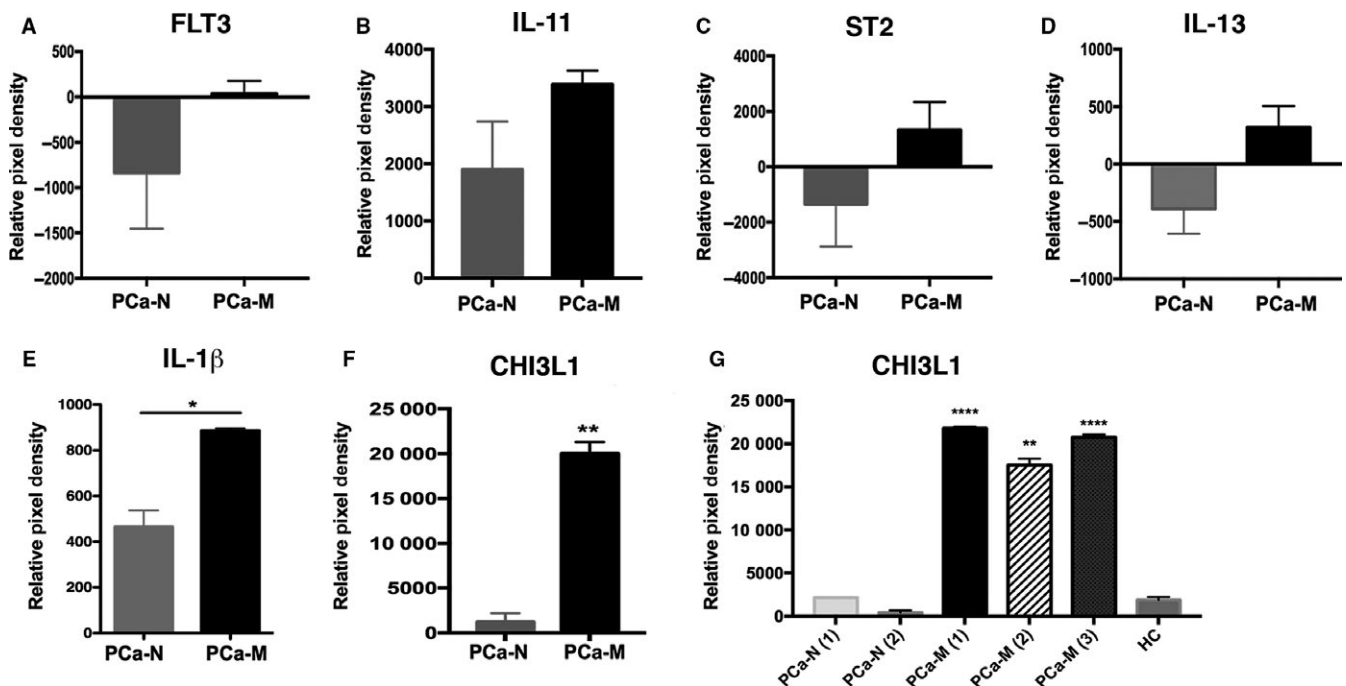 A
FLT3
Relative pixel density
500
0
–500
–1000
–1500
–2000
PCa-N PCa-M
B
IL-11
Relative pixel density
4000
3000
2000
1000
0
PCa-N PCa-M
C
ST2
Relative pixel density
4000
2000
0
–2000
–4000
PCa-N PCa-M
D
IL-13
Relative pixel density
1000
500
0
–500
–1000
PCa-N PCa-M
E
IL-1β
Relative pixel density
1000
800
600
400
200
0
*
PCa-N PCa-M
F
CHI3L1
Relative pixel density
25 000
20 000
15 000
10 000
5000
0
**
PCa-N PCa-M
G
CHI3L1
Relative pixel density
25 000
20 000
15 000
10 000
5000
0
**** ** ****
PCa-N (1) PCa-N (2) PCa-M (1) PCa-M (2) PCa-M (3) HC